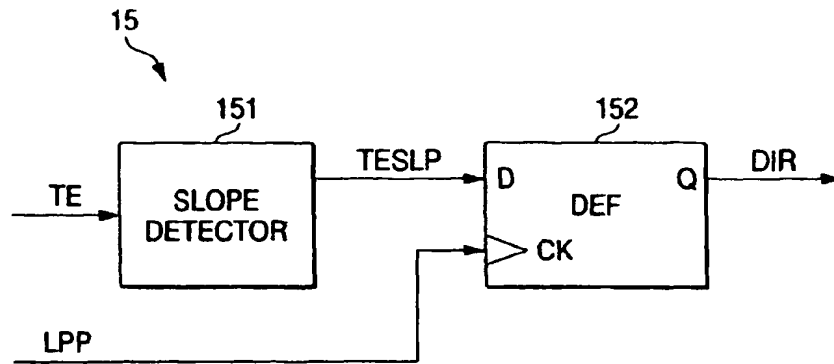 15
151
152
TE
SLOPE
DETECTOR
TESLP
D
DEF
Q
DIR
CK
LPP